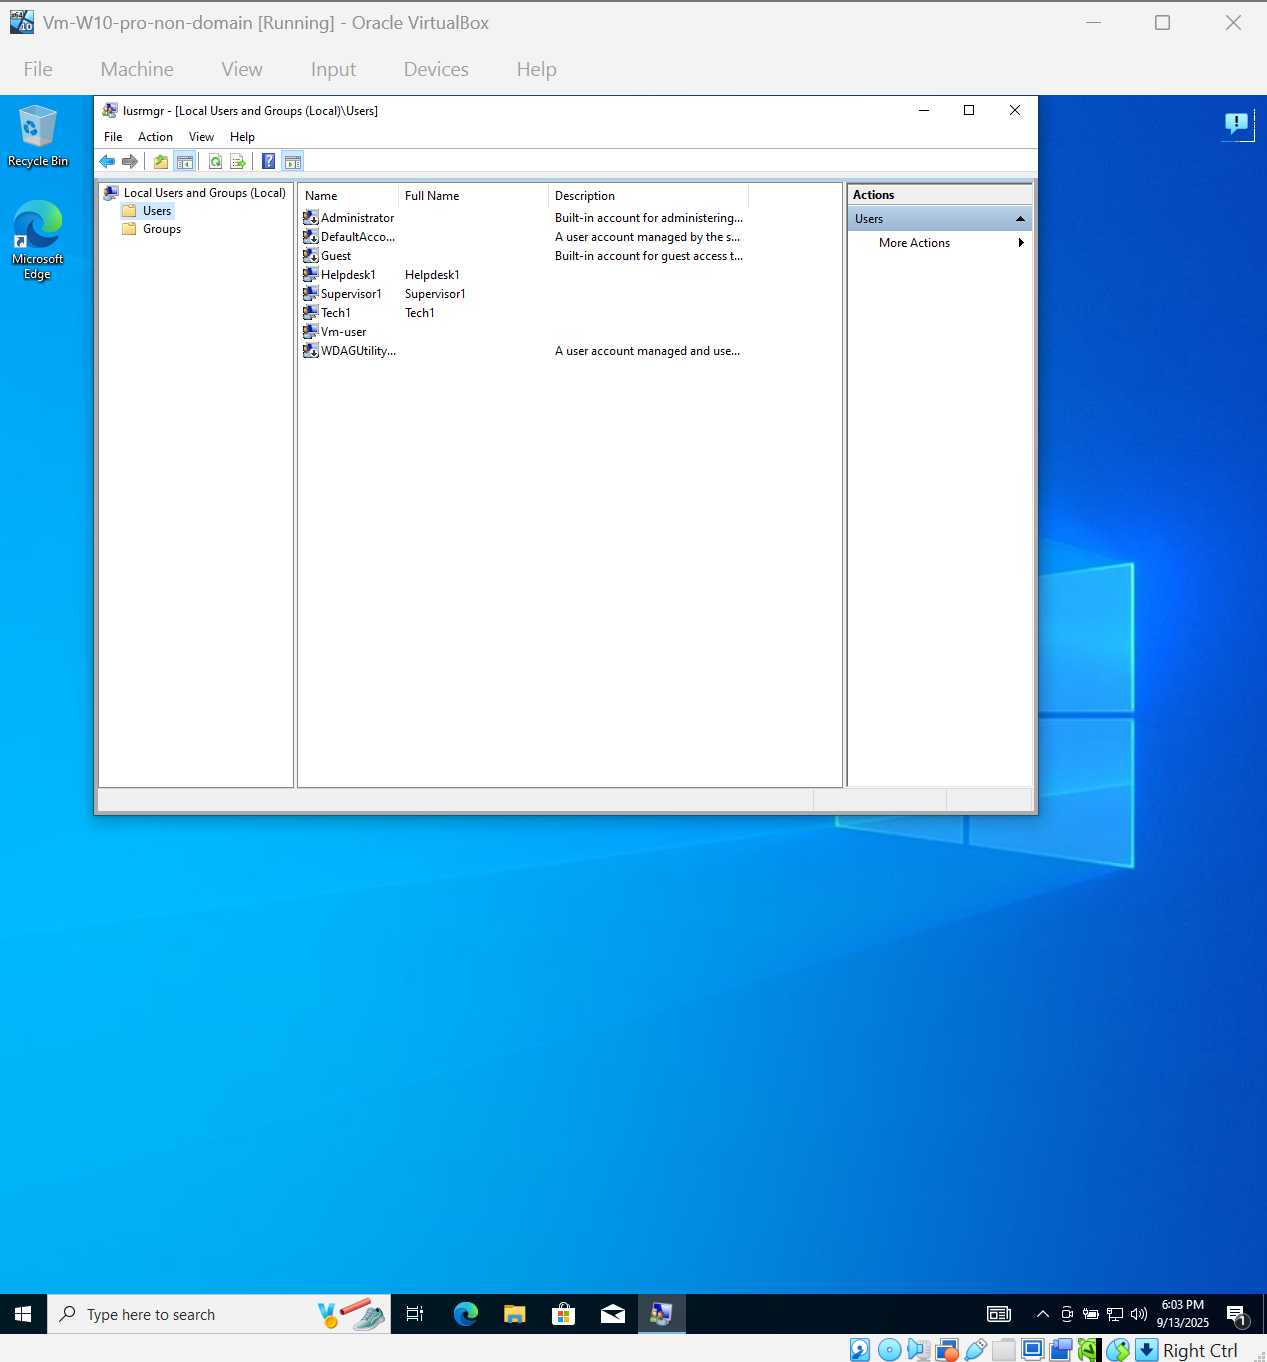 Vm-W10-pro-non-domain [Running] - Oracle VirtualBox
File Machine View Input Devices Help
Recycle Bin
Microsoft
Edge
lusrmgr - [Local Users and Groups (Local)\Users]
File Action View Help
Local Users and Groups (Local)
Users
Groups
Name Full Name Description
Administrator Built-in account for administering...
DefaultAcco... A user account managed by the s...
Guest Built-in account for guest access t...
Helpdesk1 Helpdesk1
Supervisor1 Supervisor1
Tech1 Tech1
Vm-user
WDAGUtility... A user account managed and use...
Actions
Users
More Actions
Type here to search
6:03 PM
9/13/2025
1
Right Ctrl